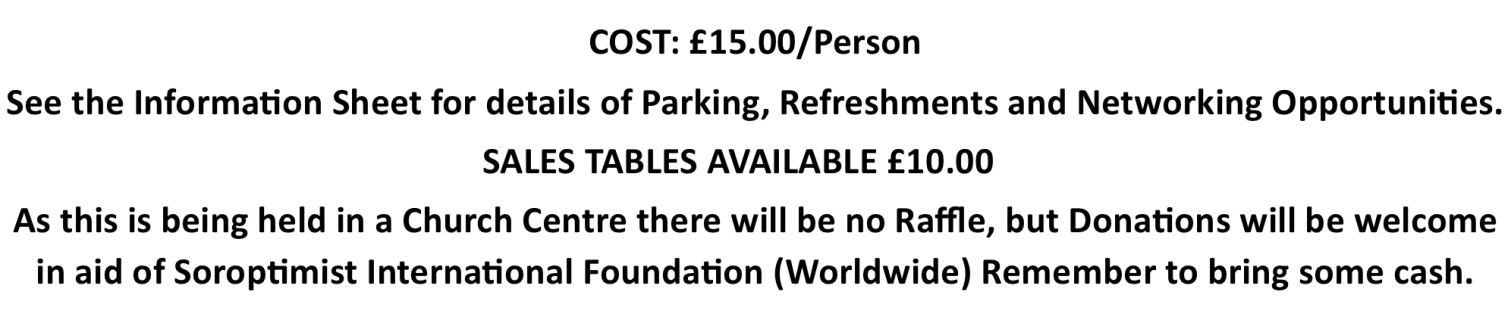 COST: £15.00/Person
See the Information Sheet for details of Parking, Refreshments and Networking Opportunities.
SALES TABLES AVAILABLE £10.00
As this is being held in a Church Centre there will be no Raffle, but Donations will be welcome
in aid of Soroptimist International Foundation (Worldwide) Remember to bring some cash.